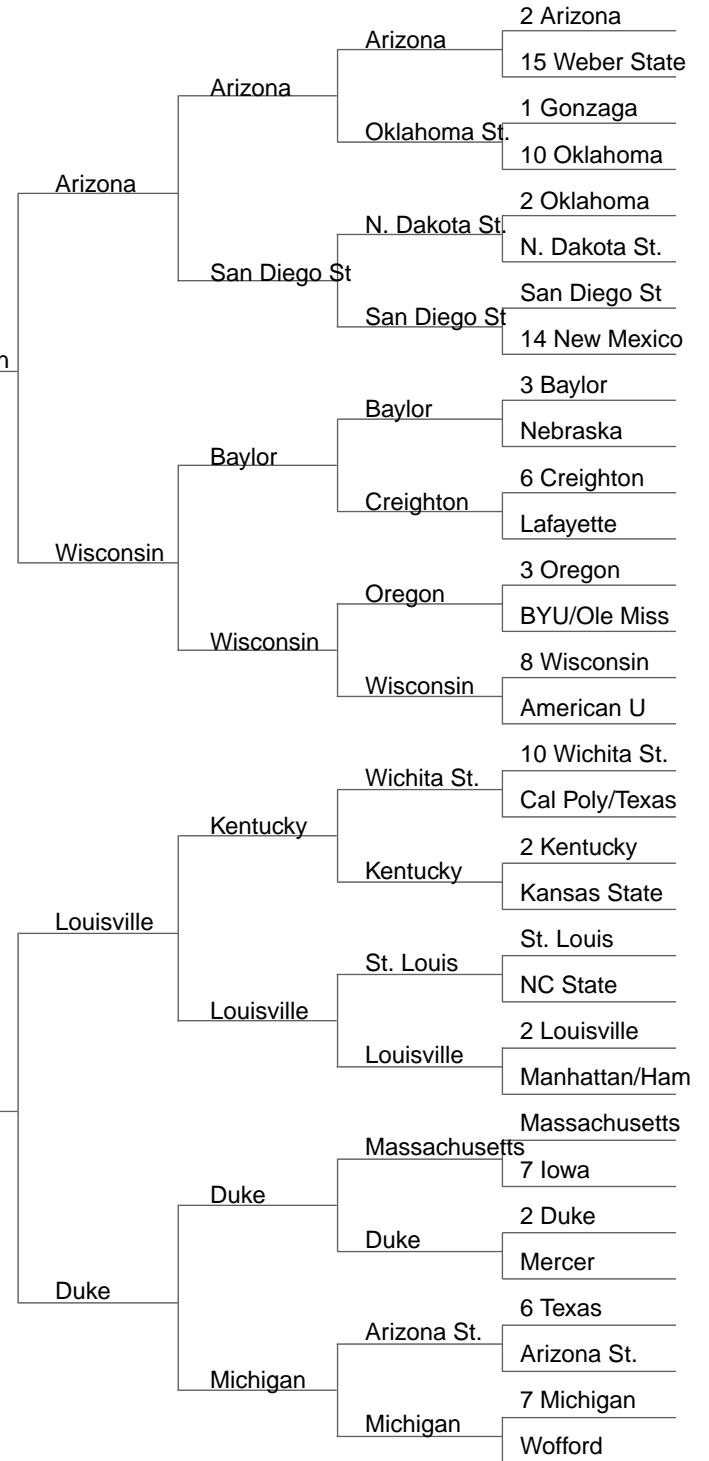 2 Arizona
Arizona
15 Weber State
Arizona
1 Gonzaga
Oklahoma St.
10 Oklahoma
Arizona
2 Oklahoma
N. Dakota St.
N. Dakota St.
San Diego St
San Diego St
San Diego St
14 New Mexico
n
3 Baylor
Baylor
Nebraska
Baylor
6 Creighton
Creighton
Lafayette
Wisconsin
3 Oregon
Oregon
BYU/Ole Miss
Wisconsin
8 Wisconsin
Wisconsin
American U
10 Wichita St.
Wichita St.
Cal Poly/Texas
Kentucky
2 Kentucky
Kentucky
Kansas State
Louisville
St. Louis
St. Louis
NC State
Louisville
2 Louisville
Louisville
Manhattan/Ham
Massachusetts
Massachusetts
7 Iowa
Duke
2 Duke
Duke
Mercer
Duke
6 Texas
Arizona St.
Arizona St.
Michigan
7 Michigan
Michigan
Wofford